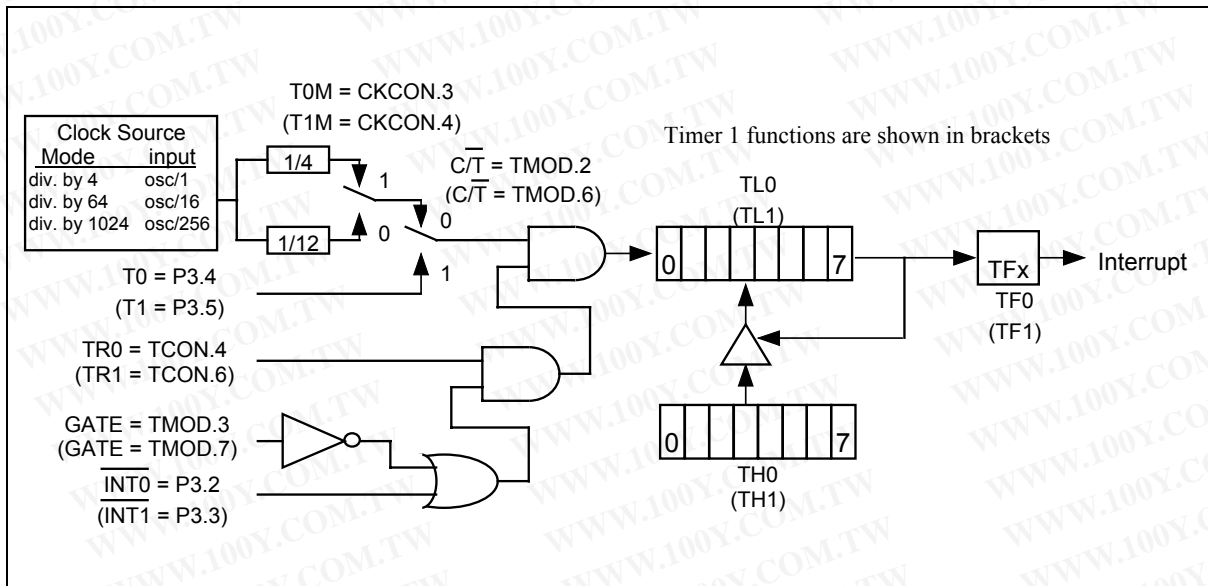 T0M = CKCON.3
(T1M = CKCON.4)
Timer 1 functions are shown in brackets
Clock Source
Mode input
div. by 4 osc/1
div. by 64 osc/16
div. by 1024 osc/256
1/4
1/12
1
0
C/T = TMOD.2
(C/T = TMOD.6)
0
1
T0 = P3.4
(T1 = P3.5)
TL0
(TL1)
0 7
TFx
Interrupt
TF0
(TF1)
TR0 = TCON.4
(TR1 = TCON.6)
GATE = TMOD.3
(GATE = TMOD.7)
INT0 = P3.2
(INT1 = P3.3)
0 7
TH0
(TH1)
WWW.100Y.COM.TW